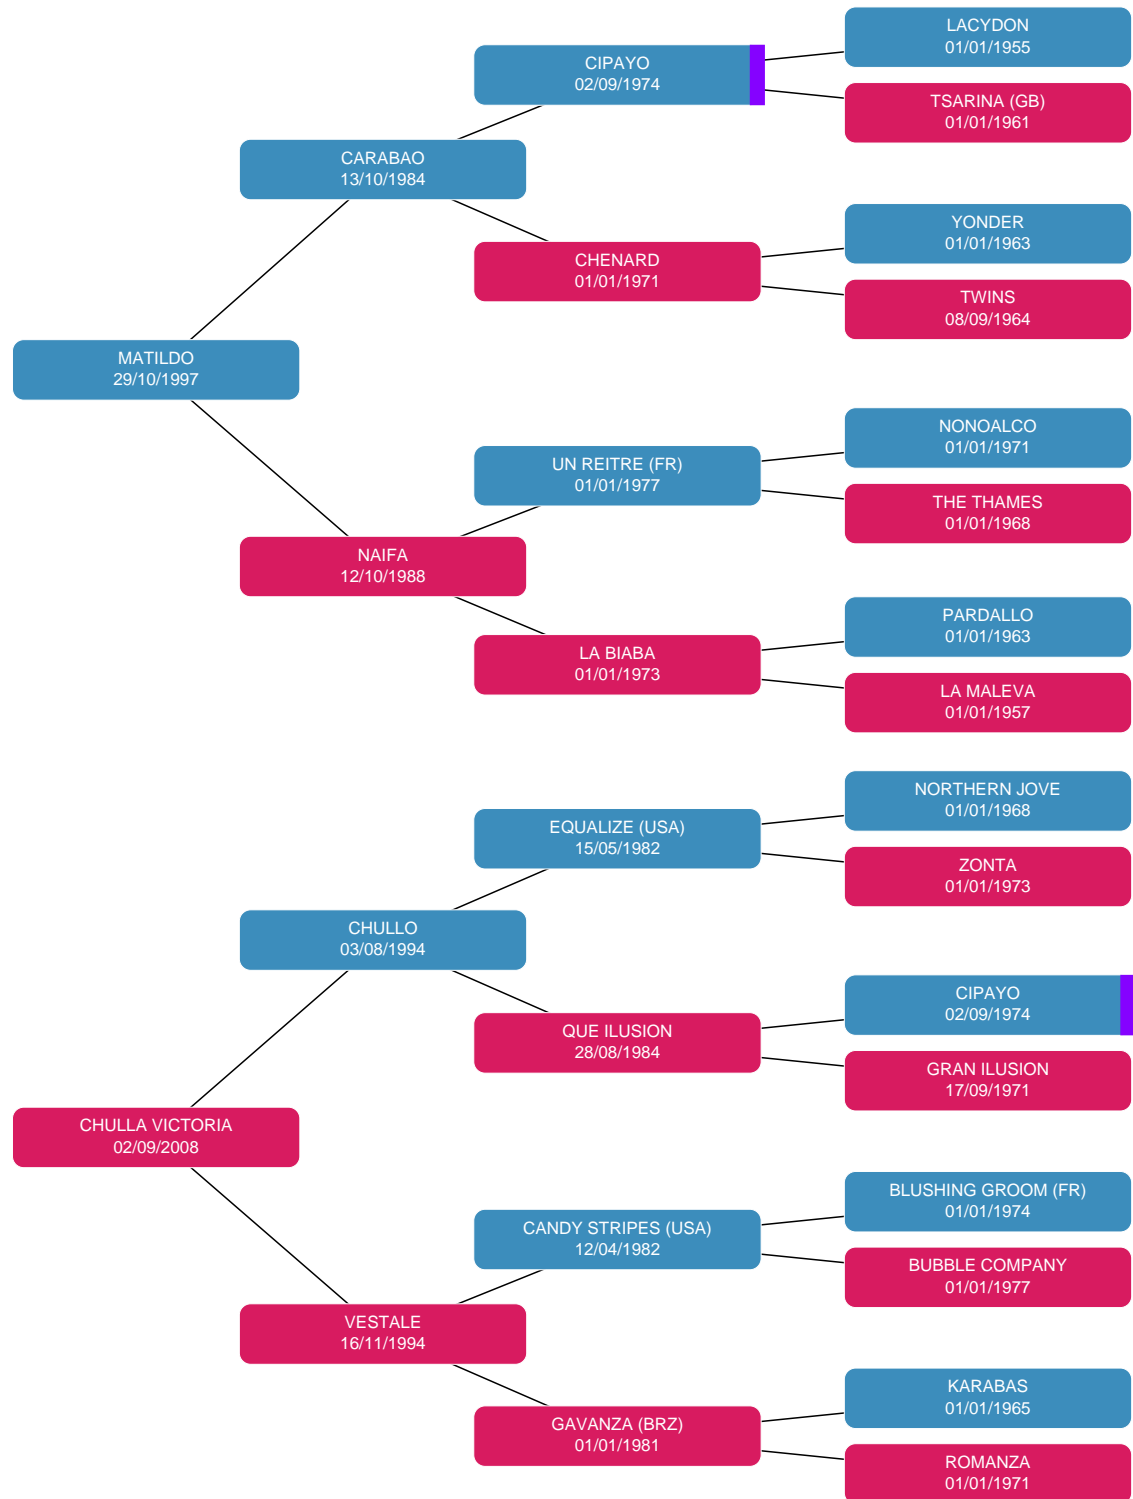 LACYDON
01/01/1955
CIPAYO
02/09/1974
TSARINA (GB)
01/01/1961
CARABAO
13/10/1984
YONDER
01/01/1963
CHENARD
01/01/1971
TWINS
08/09/1964
MATILDO
29/10/1997
NONOALCO
01/01/1971
UN REITRE (FR)
01/01/1977
THE THAMES
01/01/1968
NAIFA
12/10/1988
PARDALLO
01/01/1963
LA BIABA
01/01/1973
LA MALEVA
01/01/1957
NORTHERN JOVE
01/01/1968
EQUALIZE (USA)
15/05/1982
ZONTA
01/01/1973
CHULLO
03/08/1994
CIPAYO
02/09/1974
QUE ILUSION
28/08/1984
GRAN ILUSION
17/09/1971
CHULLA VICTORIA
02/09/2008
BLUSHING GROOM (FR)
01/01/1974
CANDY STRIPES (USA)
12/04/1982
BUBBLE COMPANY
01/01/1977
VESTALE
16/11/1994
KARABAS
01/01/1965
GAVANZA (BRZ)
01/01/1981
ROMANZA
01/01/1971